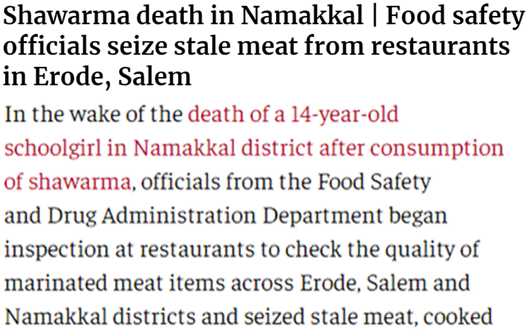 Shawarma death in Namakkal | Food safety
officials seize stale meat from restaurants
in Erode, Salem
In the wake of the death of a 14-year-old
schoolgirl in Namakkal district after consumption
of shawarma, officials from the Food Safety
and Drug Administration Department began
inspection at restaurants to check the quality of
marinated meat items across Erode, Salem and
Namakkal districts and seized stale meat, cooked